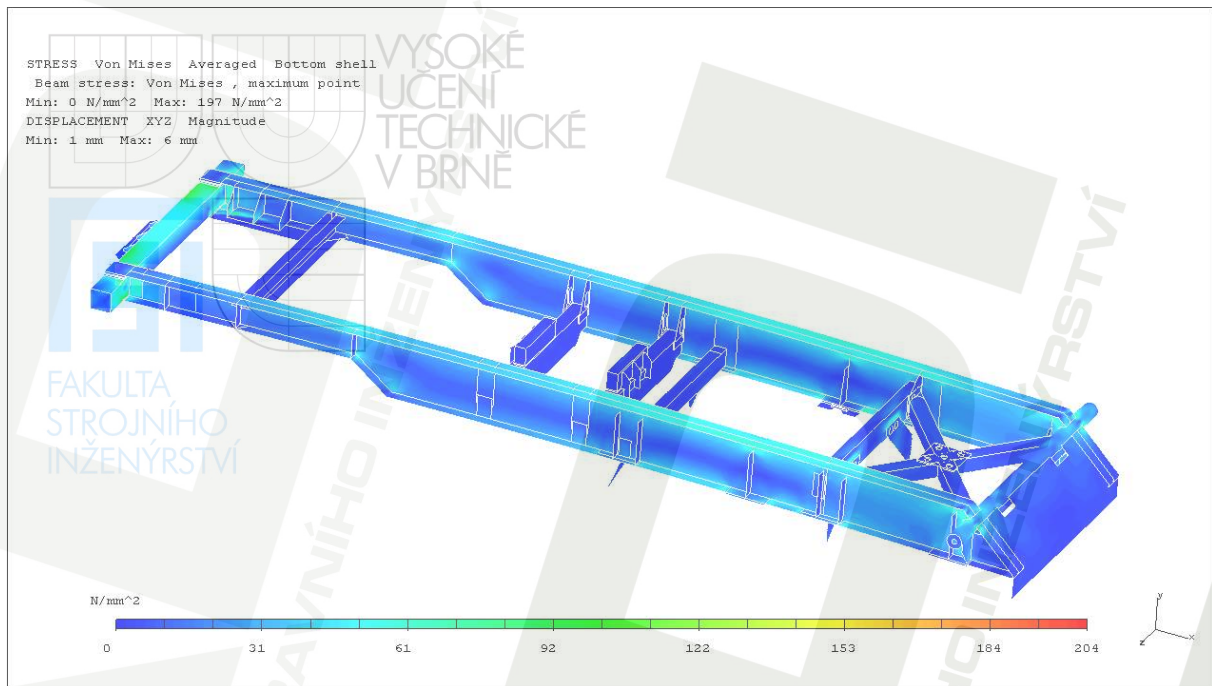 STRESS Von Mises Averaged Bottom shell
Beam stress: Von Mises , maximum point
Min: 0 N/mm^2 Max: 197 N/mm^2
DISPLACEMENT XYZ Magnitude
Min: 1 mm Max: 6 mm
VYSOKÉ
UČENÍ
TECHNICKÉ
V BRNĚ
FAKULTA
STROJNÍHO
INŽENÝRSTVÍ
N/mm^2
0 31 61 92 122 153 184 204
y
x
z